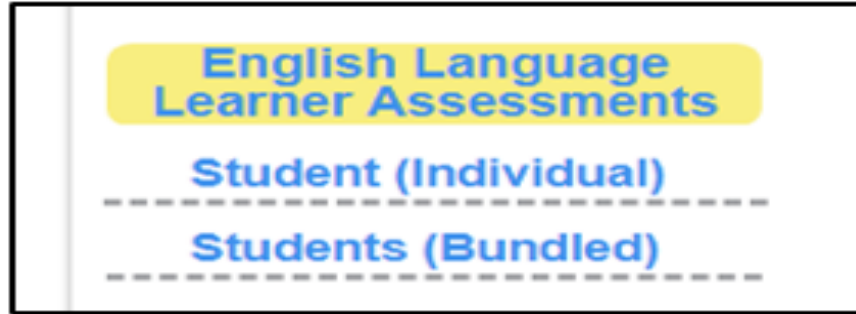 English Language
Learner Assessments
Student (Individual)
Students (Bundled)